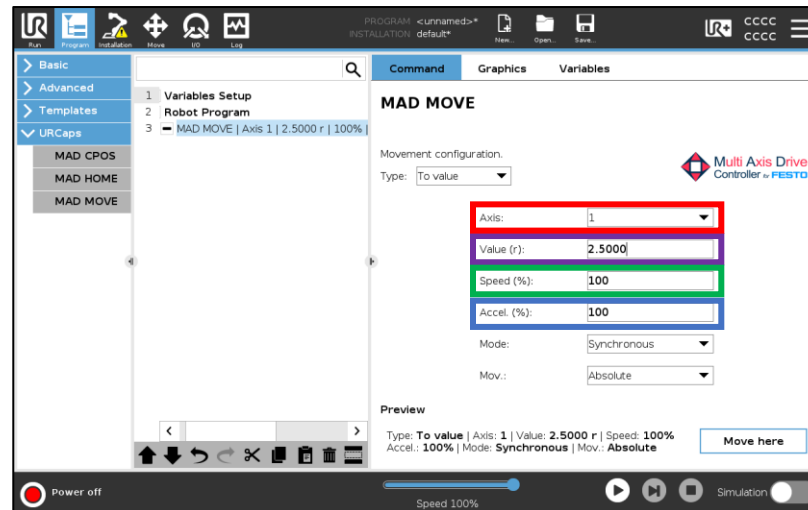 UR
Run
Program
Installation
Move
I/O
Log
PROGRAM <unnamed>*
INSTALLATION default*
New...
Open...
Save...
UR+
CCCC
CCCC
Basic
Advanced
Templates
URCaps
MAD CPOS
MAD HOME
MAD MOVE
1 Variables Setup
2 Robot Program
3 MAD MOVE | Axis 1 | 2.5000 r | 100% |
Command Graphics Variables
MAD MOVE
Movement configuration.
Type: To value
Multi Axis Drive
Controller by FESTO
Axis: 1
Value (r): 2.5000
Speed (%): 100
Accel. (%): 100
Mode: Synchronous
Mov.: Absolute
Preview
Type: To value | Axis: 1 | Value: 2.5000 r | Speed: 100%
Accel.: 100% | Mode: Synchronous | Mov.: Absolute
Move here
Power off
Speed 100%
Simulation